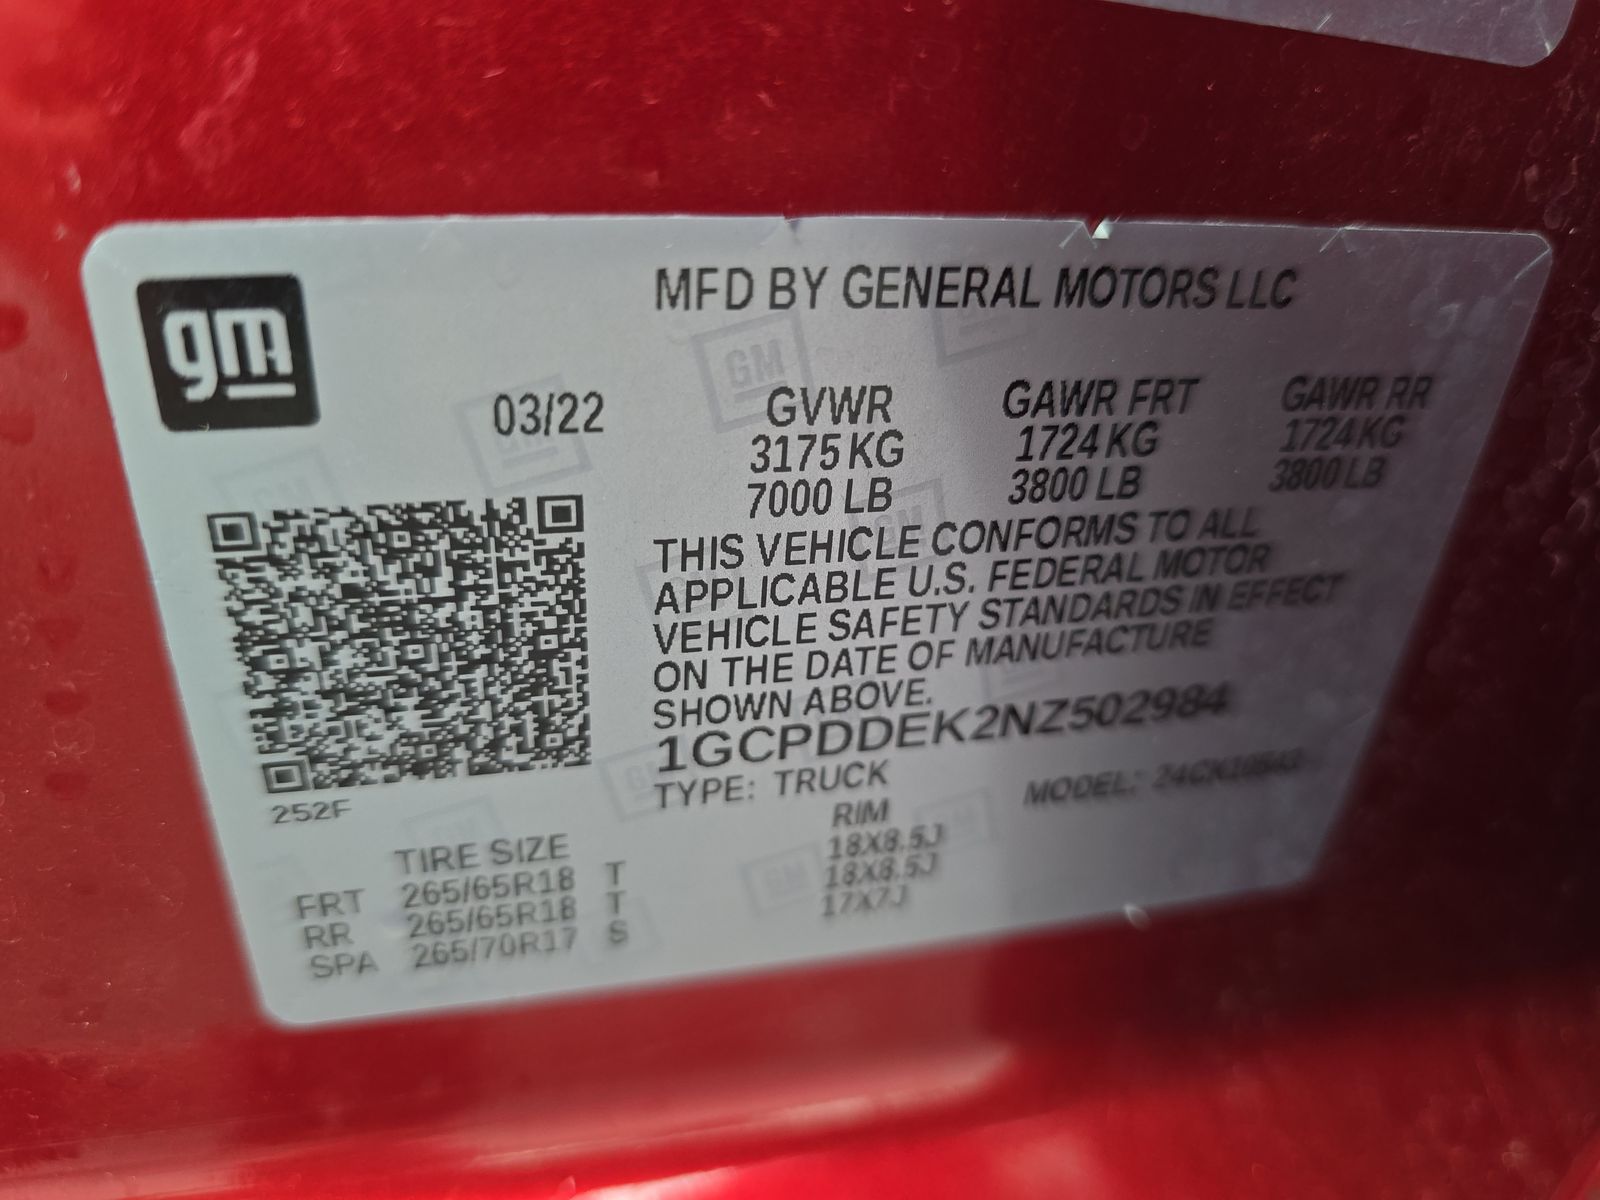 gm
MFD BY GENERAL MOTORS LLC
03/22
GVWR GAWR FRT GAWR RR
3175 KG 1724 KG 1724 KG
7000 LB 3800 LB 3800 LB
THIS VEHICLE CONFORMS TO ALL
APPLICABLE U.S. FEDERAL MOTOR
VEHICLE SAFETY STANDARDS IN EFFECT
ON THE DATE OF MANUFACTURE
SHOWN ABOVE.
1GCPDDEK2NZ502984
TYPE: TRUCK MODEL:
252F
TIRE SIZE RIM
FRT 265/65R18 T 18X8.5J
RR 265/65R18 T 18X8.5J
SPA 265/70R17 S 17X7J